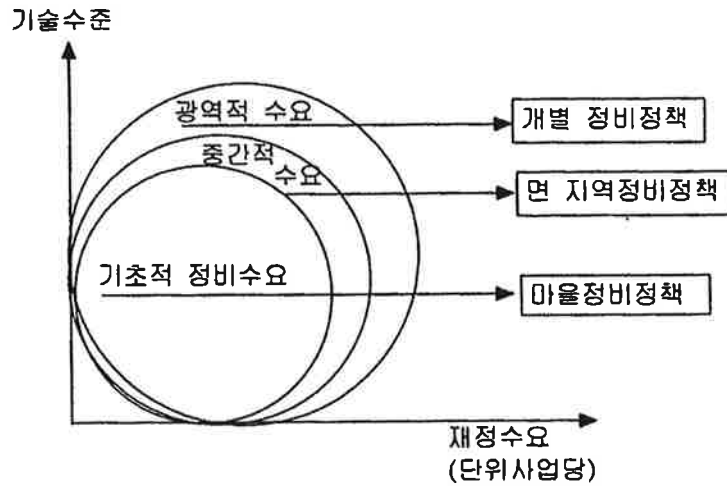 기술수준
광역적 수요
개별 정비정책
중간적
수요
면 지역정비정책
기초적 정비수요
마을정비정책
재정수요
(단위사업당)